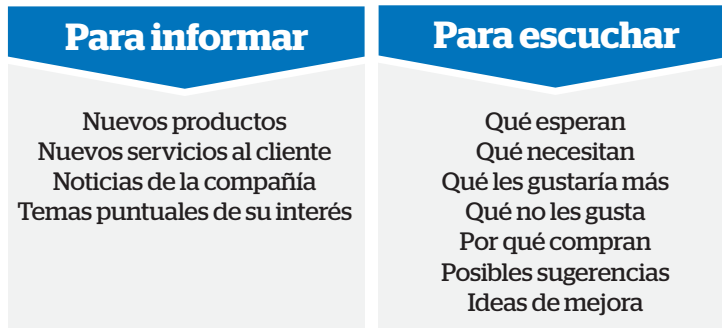 Para informar
Nuevos productos
Nuevos servicios al cliente
Noticias de la compañía
Temas puntuales de su interés
Para escuchar
Qué esperan
Qué necesitan
Qué les gustaría más
Qué no les gusta
Por qué compran
Posibles sugerencias
Ideas de mejora